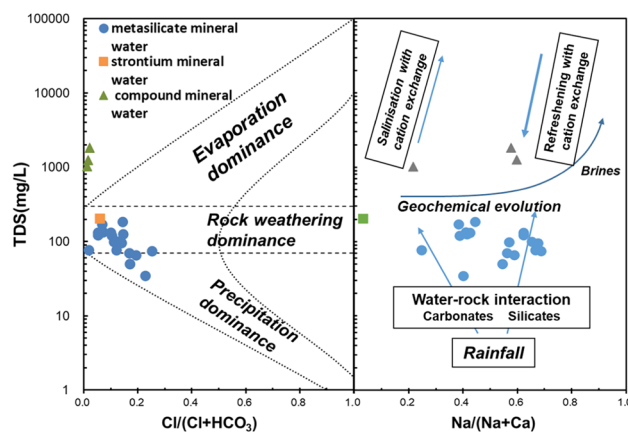 100000
10000
1000
100
10
1
TDS(mg/L)
metasilicate mineral
water
strontium mineral
water
compound mineral
water
Evaporation
dominance
Rock weathering
dominance
Precipitation
dominance
0.0 0.2 0.4 0.6 0.8 1.0
Cl/(Cl+HCO₃)
Salinisation with
cation exchange
Refreshening with
cation exchange
Brines
Geochemical evolution
Water-rock interaction
Carbonates Silicates
Rainfall
0.2 0.4 0.6 0.8 1.0
Na/(Na+Ca)